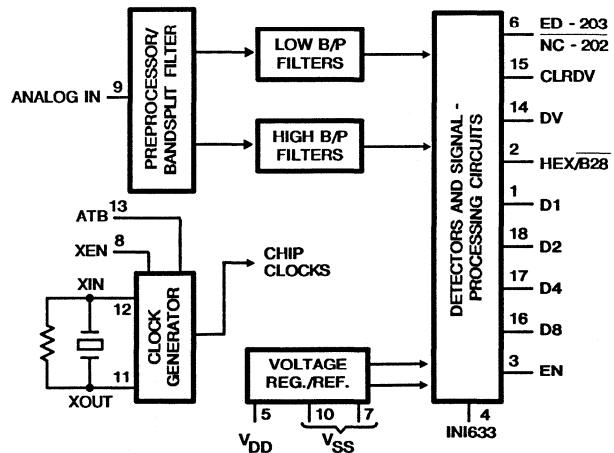 ANALOG IN
9
PREPROCESSOR/
BANDSPLIT FILTER
LOW B/P
FILTERS
HIGH B/P
FILTERS
DETECTORS AND SIGNAL -
PROCESSING CIRCUITS
6
ED - 203
NC - 202
15
CLRDV
14
DV
2
HEX/B28
1
D1
18
D2
17
D4
16
D8
3
EN
4
INI633
ATB
13
XEN
8
XIN
12
11
XOUT
CLOCK
GENERATOR
CHIP
CLOCKS
VOLTAGE
REG./REF.
5
10
7
VDD
VSS